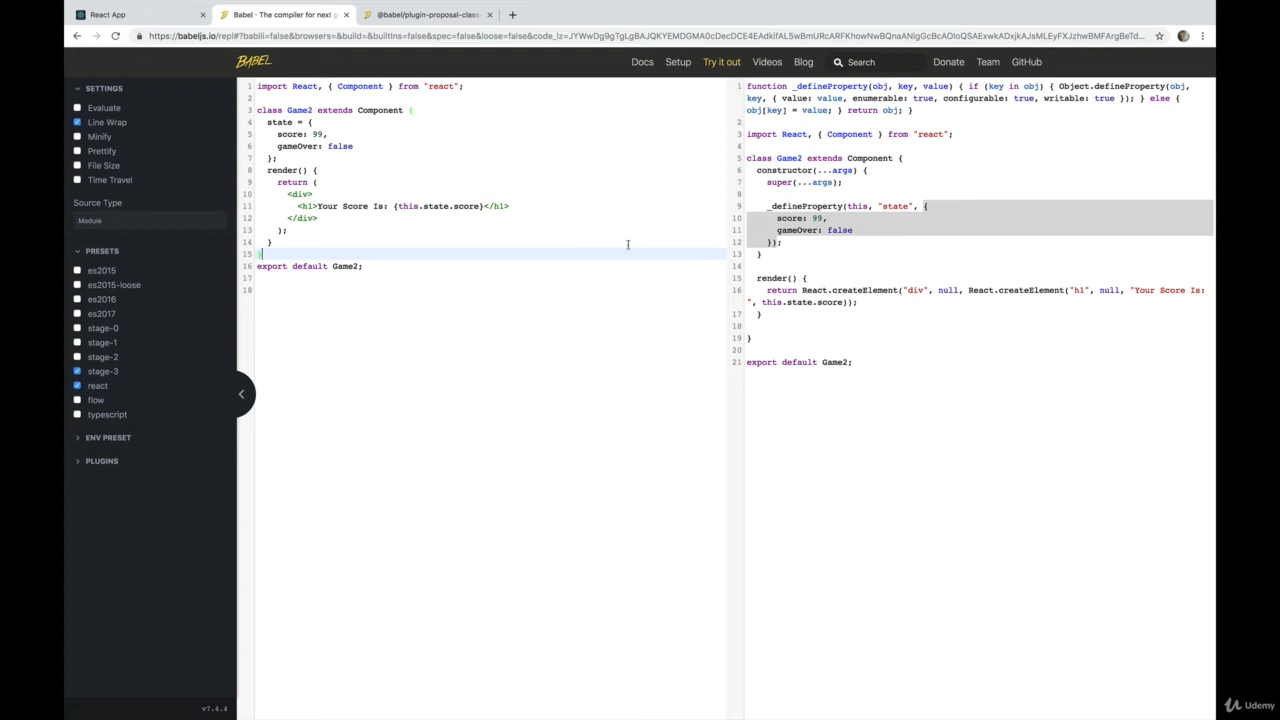 React App
Babel · The compiler for next g
@babel/plugin-proposal-class
https://babeljs.io/repl#?babili=false&browsers=&build=&builtIns=false&spec=false&loose=false&code_lz=
BABEL
Docs
Setup
Try it out
Videos
Blog
Search
Donate
Team
GitHub
SETTINGS
Evaluate
Line Wrap
Minify
Prettify
File Size
Time Travel
Source Type
Module
PRESETS
es2015
es2015-loose
es2016
es2017
stage-0
stage-1
stage-2
stage-3
react
flow
typescript
ENV PRESET
PLUGINS
v7.4.4
1 import React, { Component } from "react";
2
3 class Game2 extends Component {
4 state = {
5 score: 99,
6 gameOver: false
7 };
8 render() {
9 return (
10 <div>
11 <h1>Your Score Is: {this.state.score}</h1>
12 </div>
13 );
14 }
15 }
16 export default Game2;
17
18
1 function _defineProperty(obj, key, value) { if (key in obj) { Object.defineProperty(obj,
key, { value: value, enumerable: true, configurable: true, writable: true }); } else {
obj[key] = value; } return obj; }
2
3 import React, { Component } from "react";
4
5 class Game2 extends Component {
6 constructor(...args) {
7 super(...args);
8
9 _defineProperty(this, "state", {
10 score: 99,
11 gameOver: false
12 });
13 }
14
15 render() {
16 return React.createElement("div", null, React.createElement("h1", null, "Your Score Is:
", this.state.score));
17 }
18
19 }
20
21 export default Game2;
Udemy